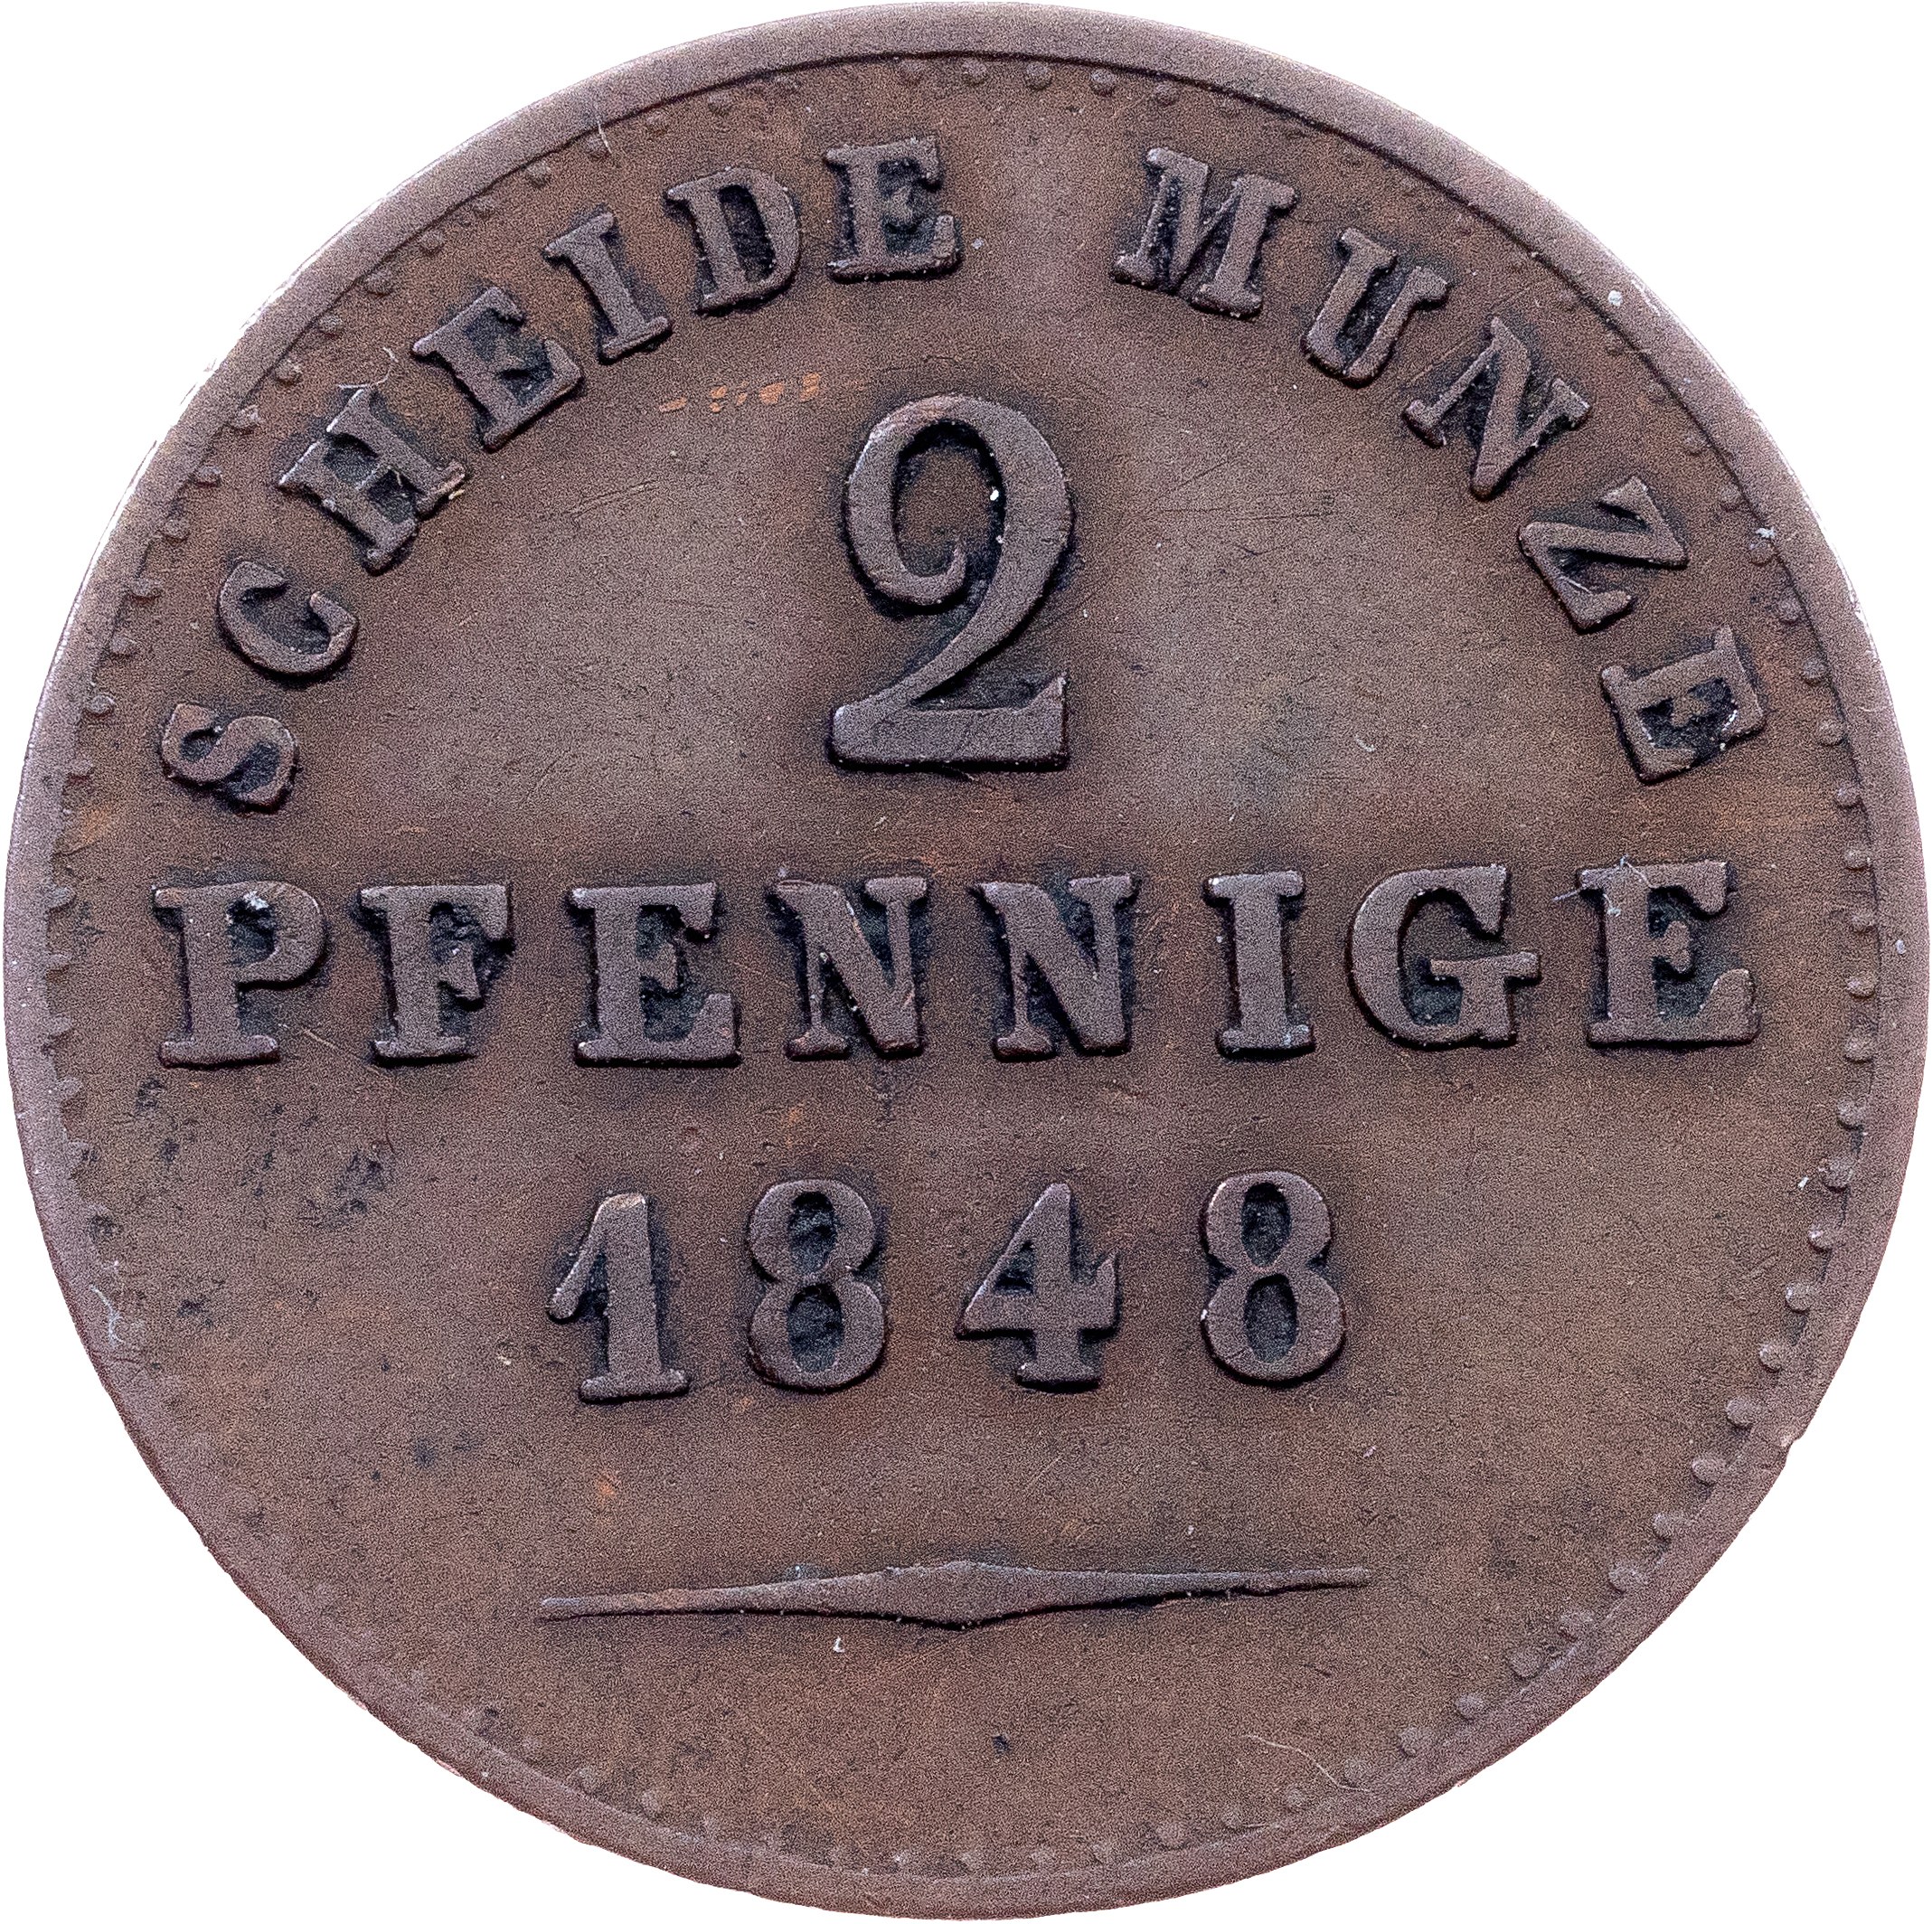 SCHEIDE MUNZE
2
PFENNIGE
1848